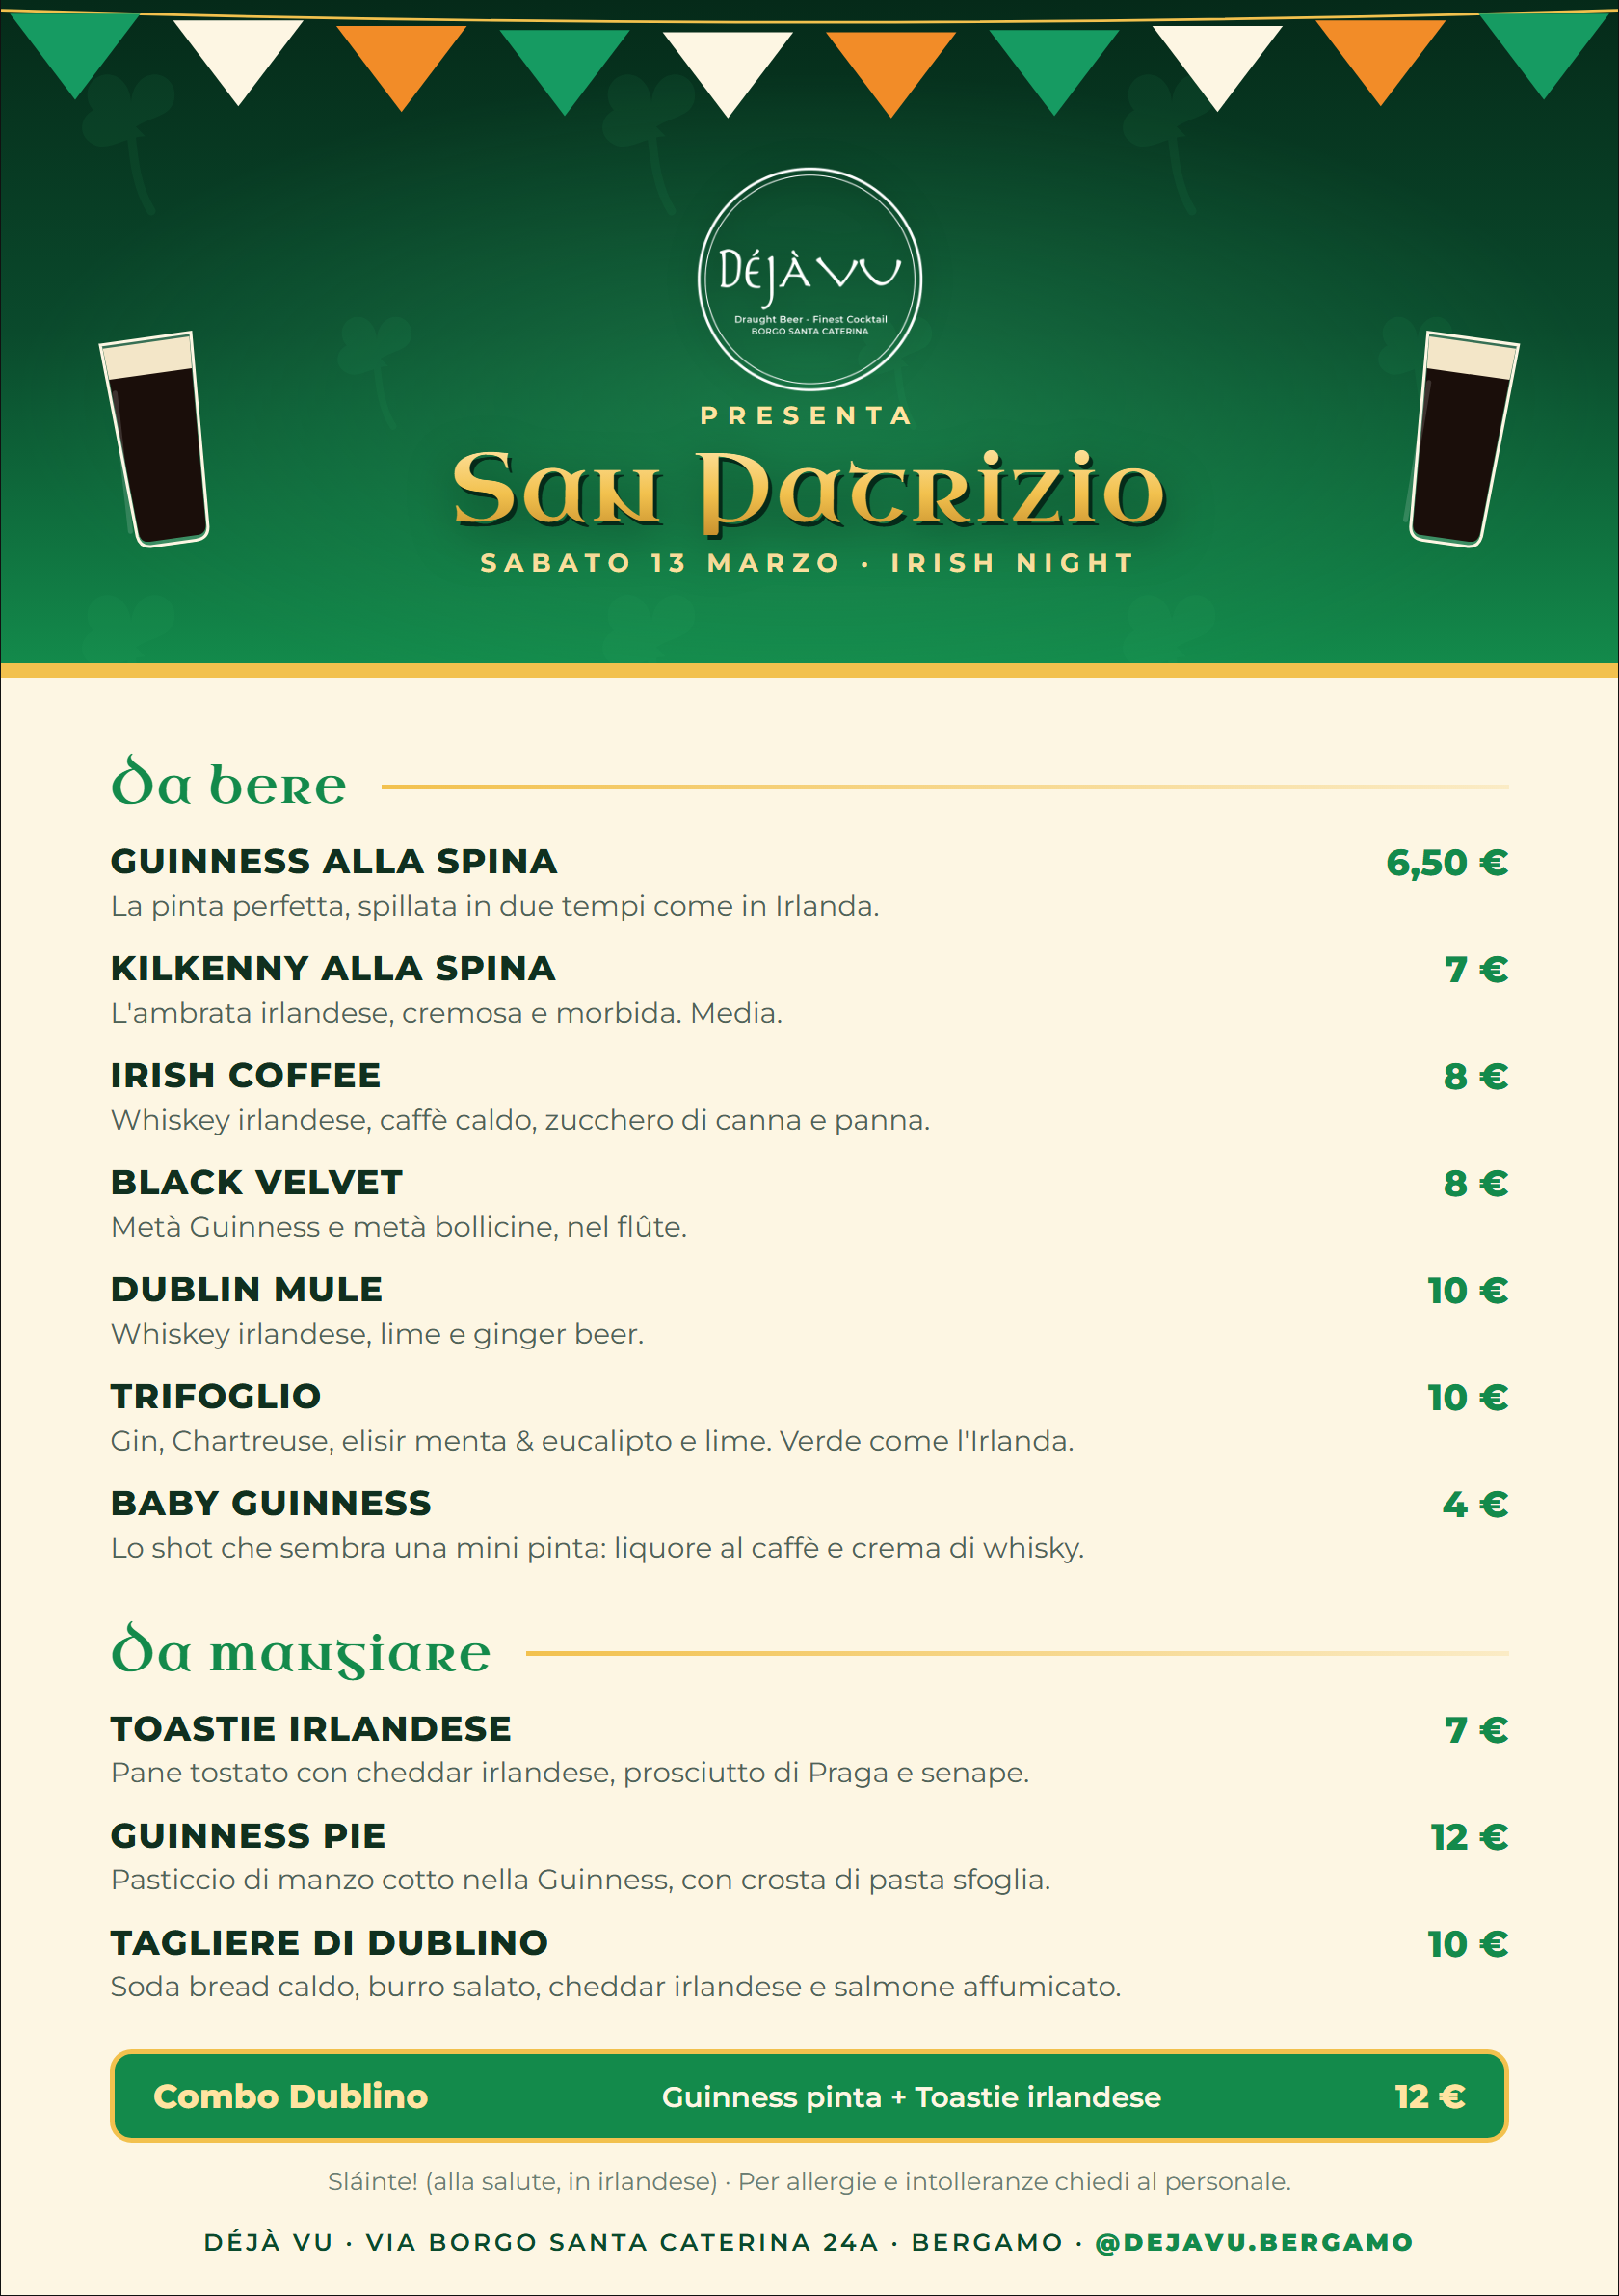 DÉJÀ VU
Draught Beer - Finest Cocktail
BORGO SANTA CATERINA
PRESENTA
San Patrizio
SABATO 13 MARZO · IRISH NIGHT
Da bere
GUINNESS ALLA SPINA 6,50 €
La pinta perfetta, spillata in due tempi come in Irlanda.
KILKENNY ALLA SPINA 7 €
L'ambrata irlandese, cremosa e morbida. Media.
IRISH COFFEE 8 €
Whiskey irlandese, caffè caldo, zucchero di canna e panna.
BLACK VELVET 8 €
Metà Guinness e metà bollicine, nel flûte.
DUBLIN MULE 10 €
Whiskey irlandese, lime e ginger beer.
TRIFOGLIO 10 €
Gin, Chartreuse, elisir menta & eucalipto e lime. Verde come l'Irlanda.
BABY GUINNESS 4 €
Lo shot che sembra una mini pinta: liquore al caffè e crema di whisky.
Da mangiare
TOASTIE IRLANDESE 7 €
Pane tostato con cheddar irlandese, prosciutto di Praga e senape.
GUINNESS PIE 12 €
Pasticcio di manzo cotto nella Guinness, con crosta di pasta sfoglia.
TAGLIERE DI DUBLINO 10 €
Soda bread caldo, burro salato, cheddar irlandese e salmone affumicato.
Combo Dublino Guinness pinta + Toastie irlandese 12 €
Sláinte! (alla salute, in irlandese) · Per allergie e intolleranze chiedi al personale.
DÉJÀ VU · VIA BORGO SANTA CATERINA 24A · BERGAMO · @DEJAVU.BERGAMO